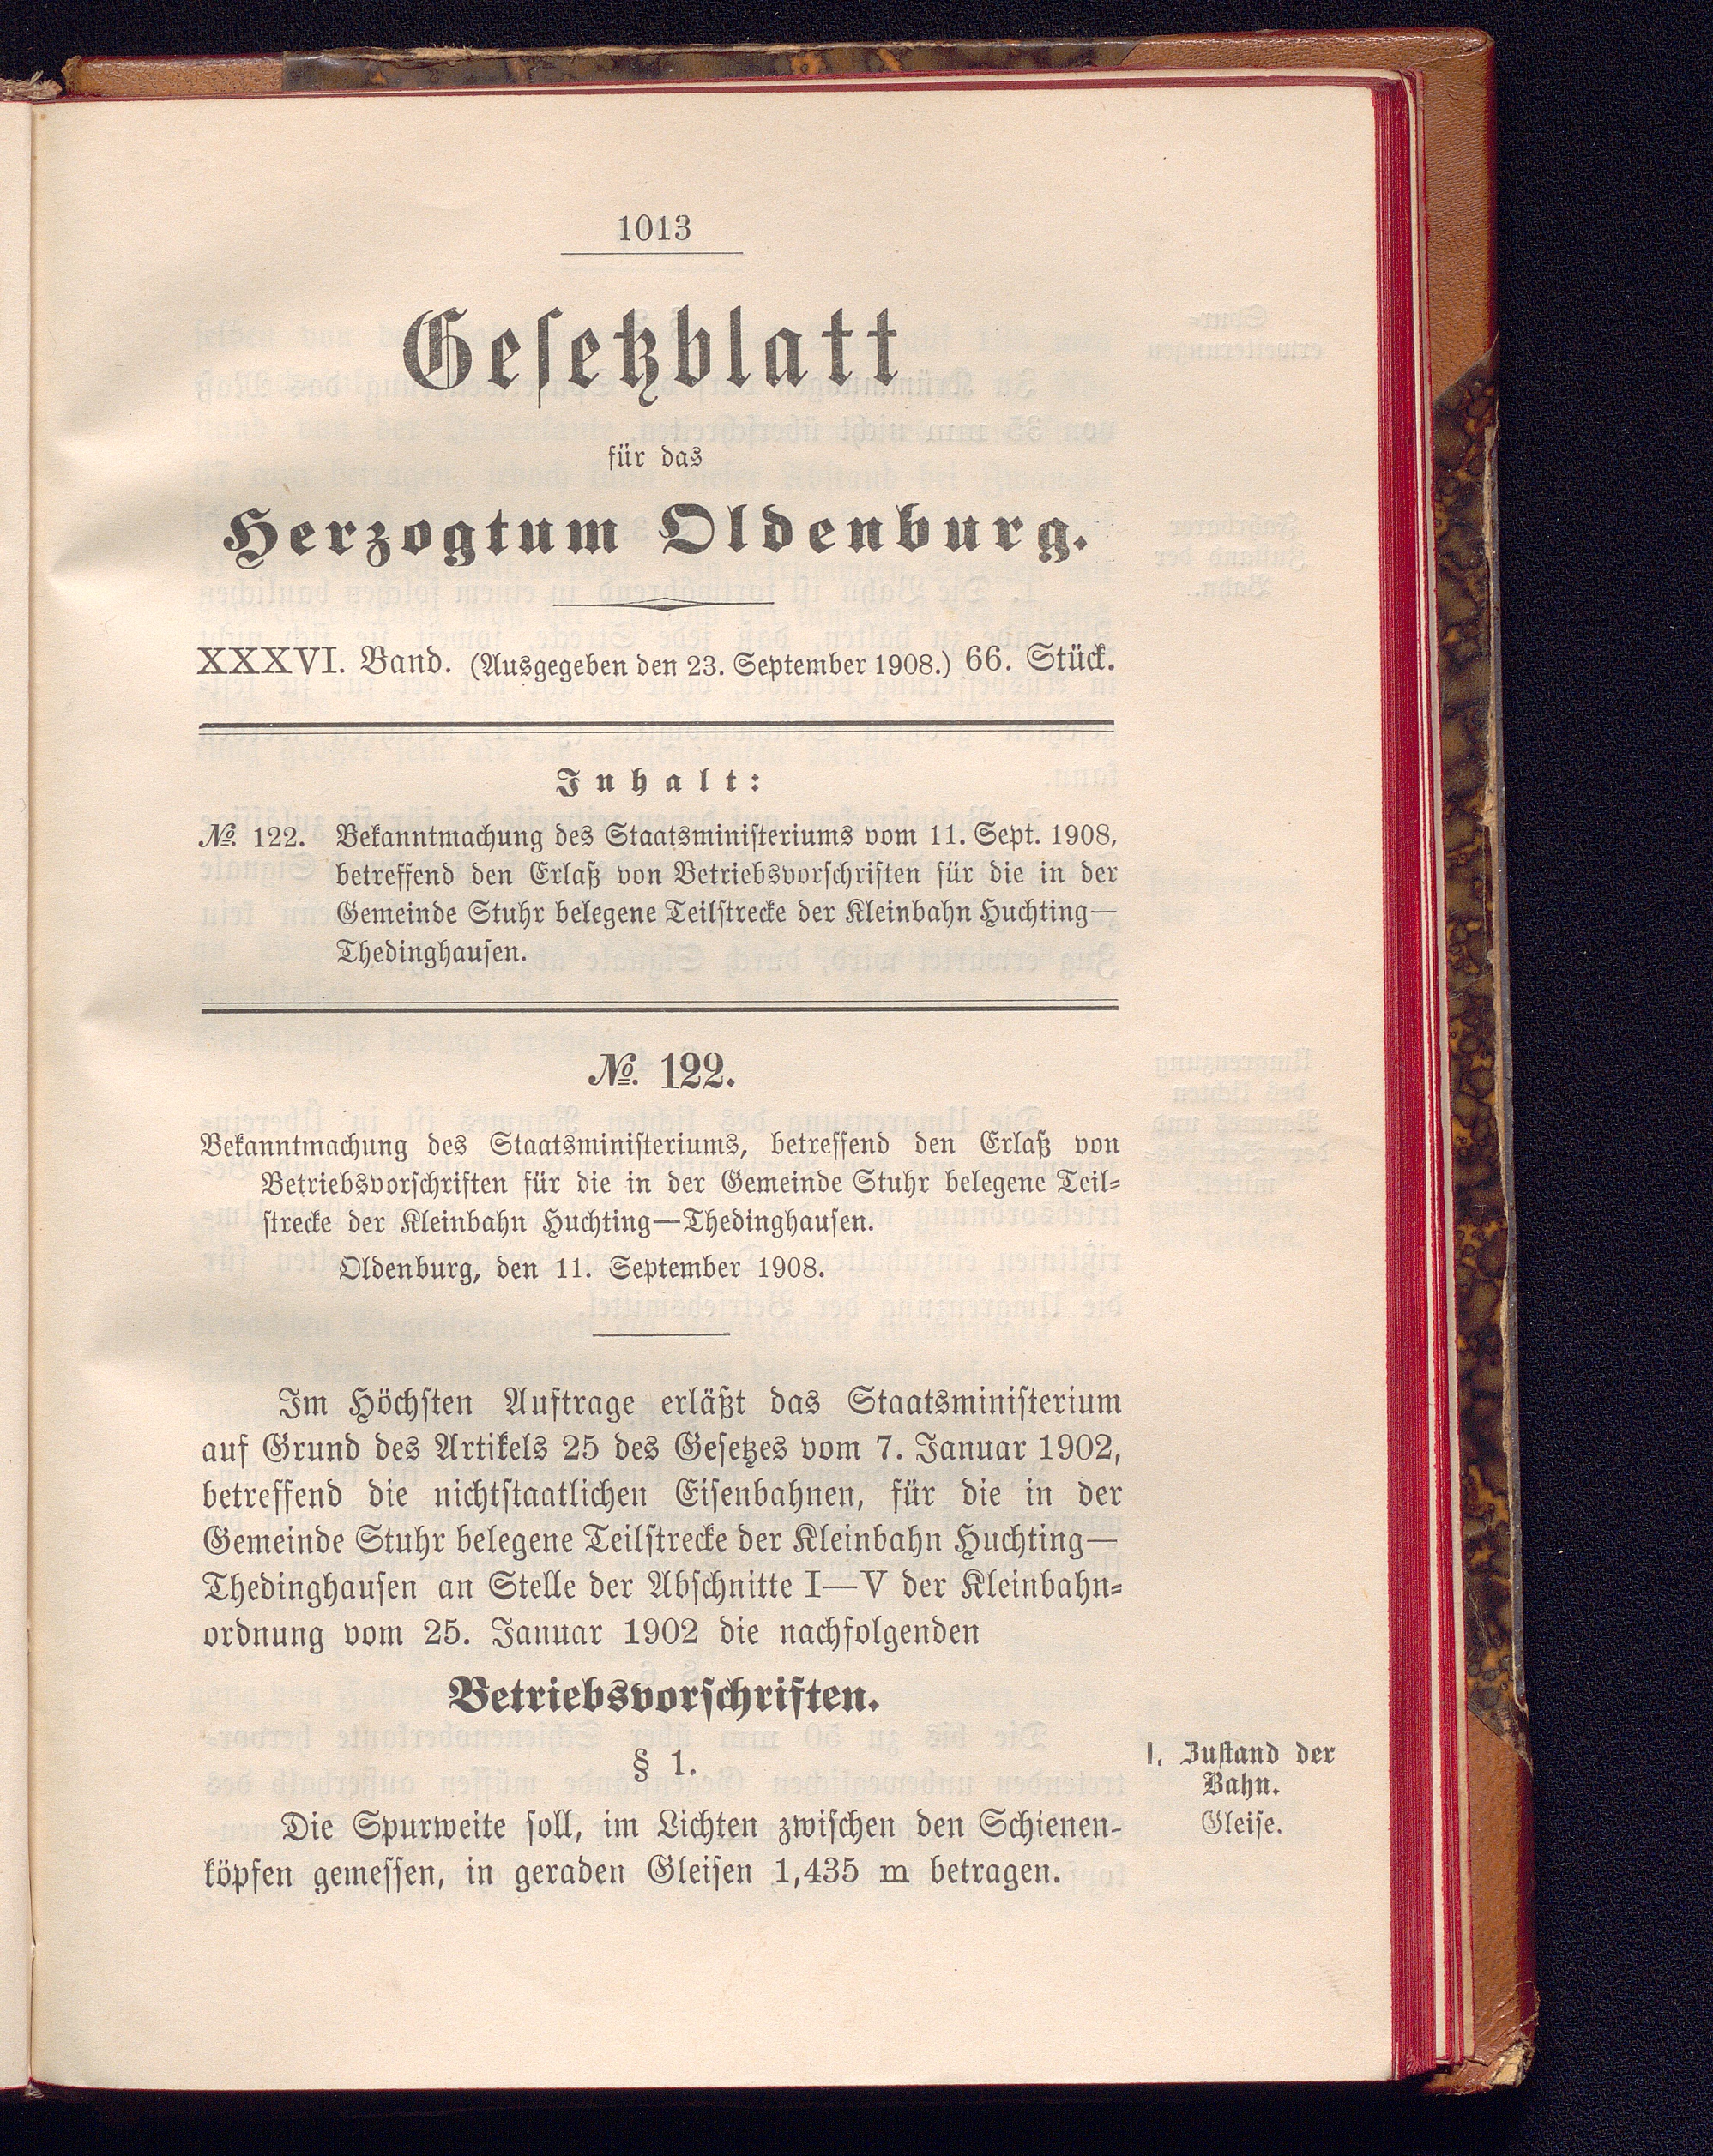 1013
Gesetzblatt
für das
Herzogtum Oldenburg.
XXXVI. Band. (Ausgegeben den 23. September 1908.) 66. Stück.
Inhalt:
№. 122. Bekanntmachung des Staatsministeriums vom 11. Sept. 1908,
betreffend den Erlaß von Betriebsvorschriften für die in der
Gemeinde Stuhr belegene Teilstrecke der Kleinbahn Huchting—
Thedinghausen.
№. 122.
Bekanntmachung des Staatsministeriums, betreffend den Erlaß von
Betriebsvorschriften für die in der Gemeinde Stuhr belegene Teil-
strecke der Kleinbahn Huchting—Thedinghausen.
Oldenburg, den 11. September 1908.
Im Höchsten Auftrage erläßt das Staatsministerium
auf Grund des Artikels 25 des Gesetzes vom 7. Januar 1902,
betreffend die nichtstaatlichen Eisenbahnen, für die in der
Gemeinde Stuhr belegene Teilstrecke der Kleinbahn Huchting—
Thedinghausen an Stelle der Abschnitte I—V der Kleinbahn-
ordnung vom 25. Januar 1902 die nachfolgenden
Betriebsvorschriften.
§ 1.
I. Zustand der
Bahn.
Gleise.
Die Spurweite soll, im Lichten zwischen den Schienen-
köpfen gemessen, in geraden Gleisen 1,435 m betragen.